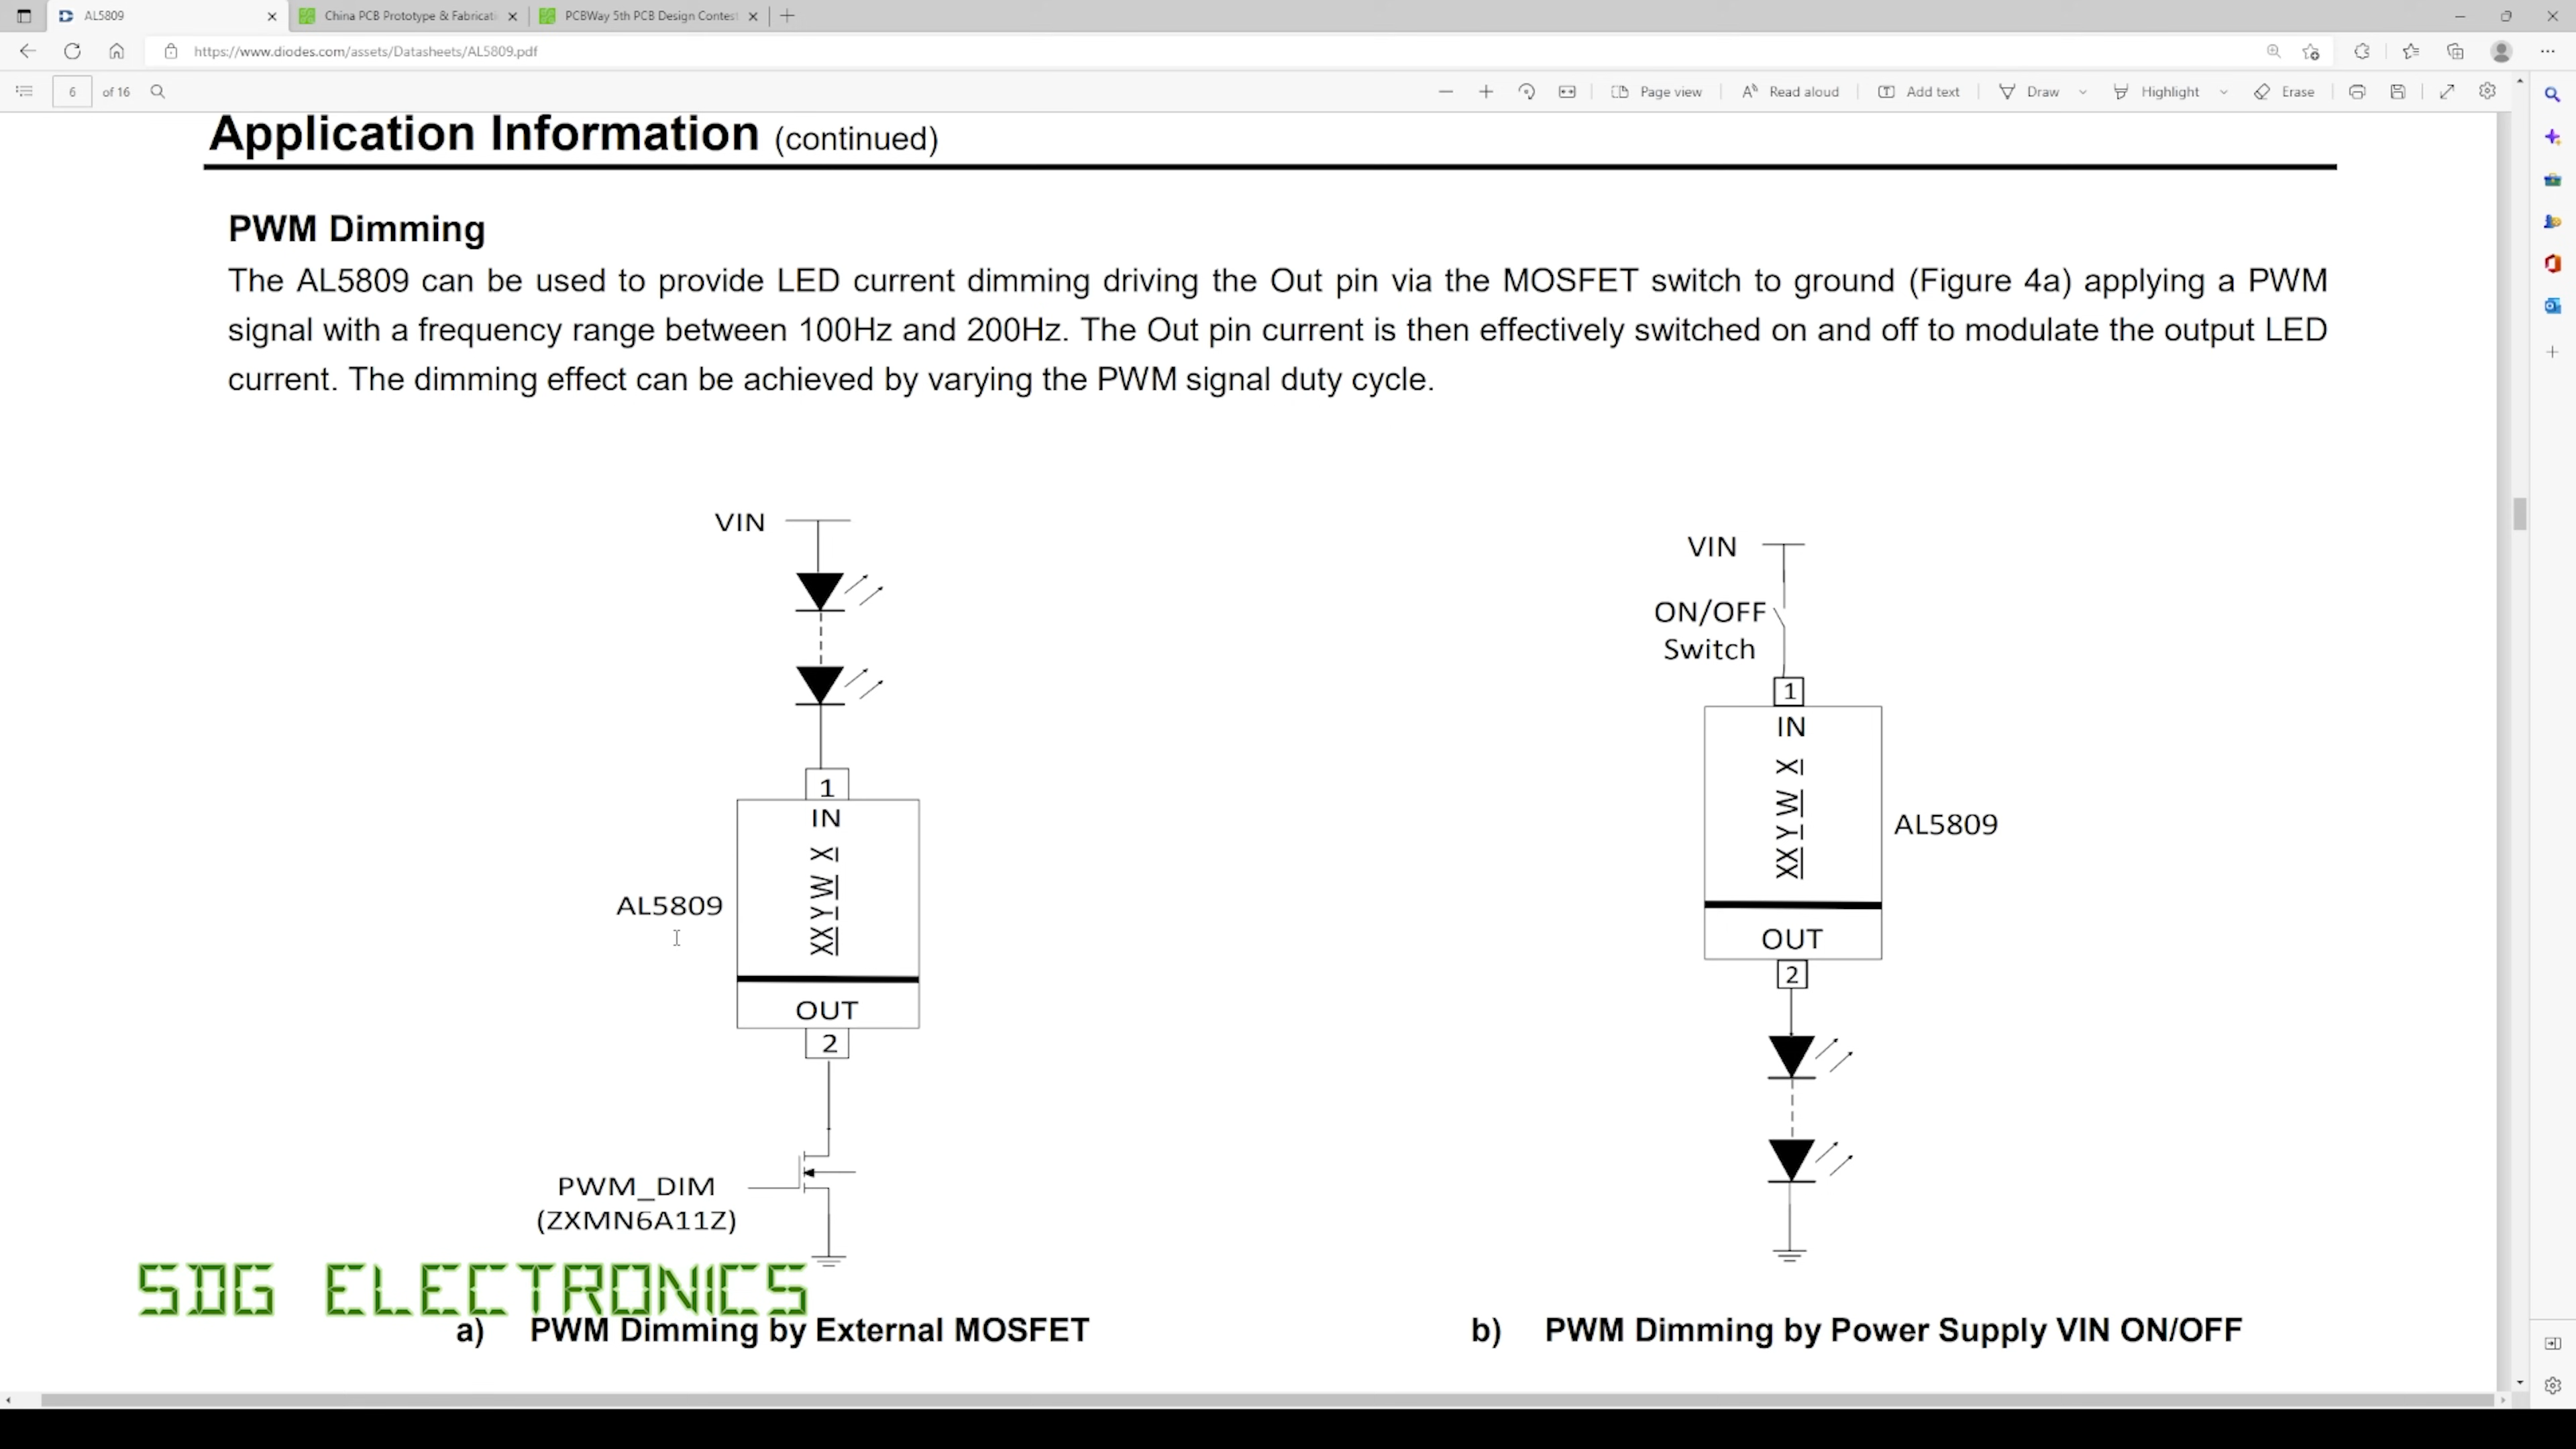 AL5809
China PCB Prototype & Fabricati
PCBWay 5th PCB Design Contest
https://www.diodes.com/assets/Datasheets/AL5809.pdf
6 of 16
Page view
Read aloud
Add text
Draw
Highlight
Erase
Application Information (continued)
PWM Dimming
The AL5809 can be used to provide LED current dimming driving the Out pin via the MOSFET switch to ground (Figure 4a) applying a PWM
signal with a frequency range between 100Hz and 200Hz. The Out pin current is then effectively switched on and off to modulate the output LED
current. The dimming effect can be achieved by varying the PWM signal duty cycle.
VIN
1
IN
XXYW X
AL5809
OUT
2
PWM_DIM
(ZXMN6A11Z)
VIN
ON/OFF
Switch
1
IN
XXYW X
AL5809
OUT
2
SDG ELECTRONICS
a) PWM Dimming by External MOSFET
b) PWM Dimming by Power Supply VIN ON/OFF